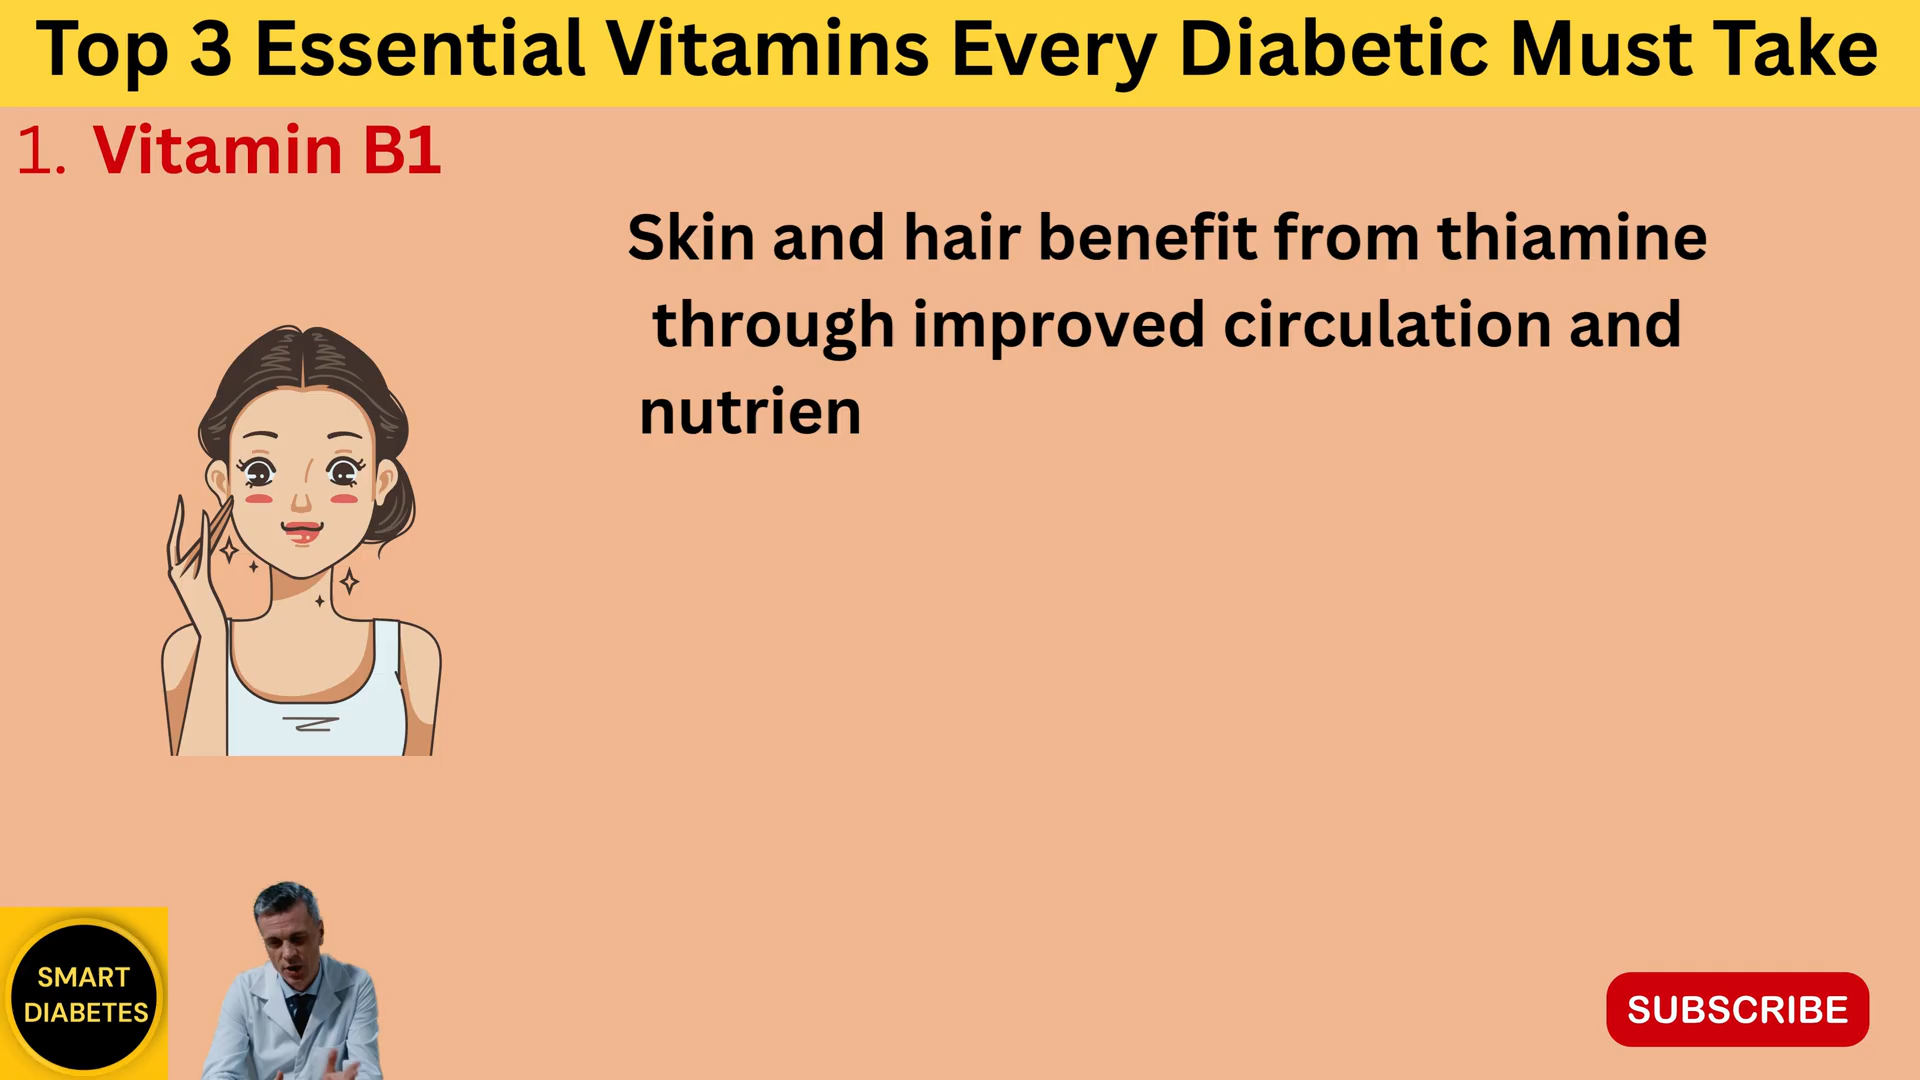 Top 3 Essential Vitamins Every Diabetic Must Take
1. Vitamin B1
Skin and hair benefit from thiamine
through improved circulation and
nutrien
SMART
DIABETES
SUBSCRIBE